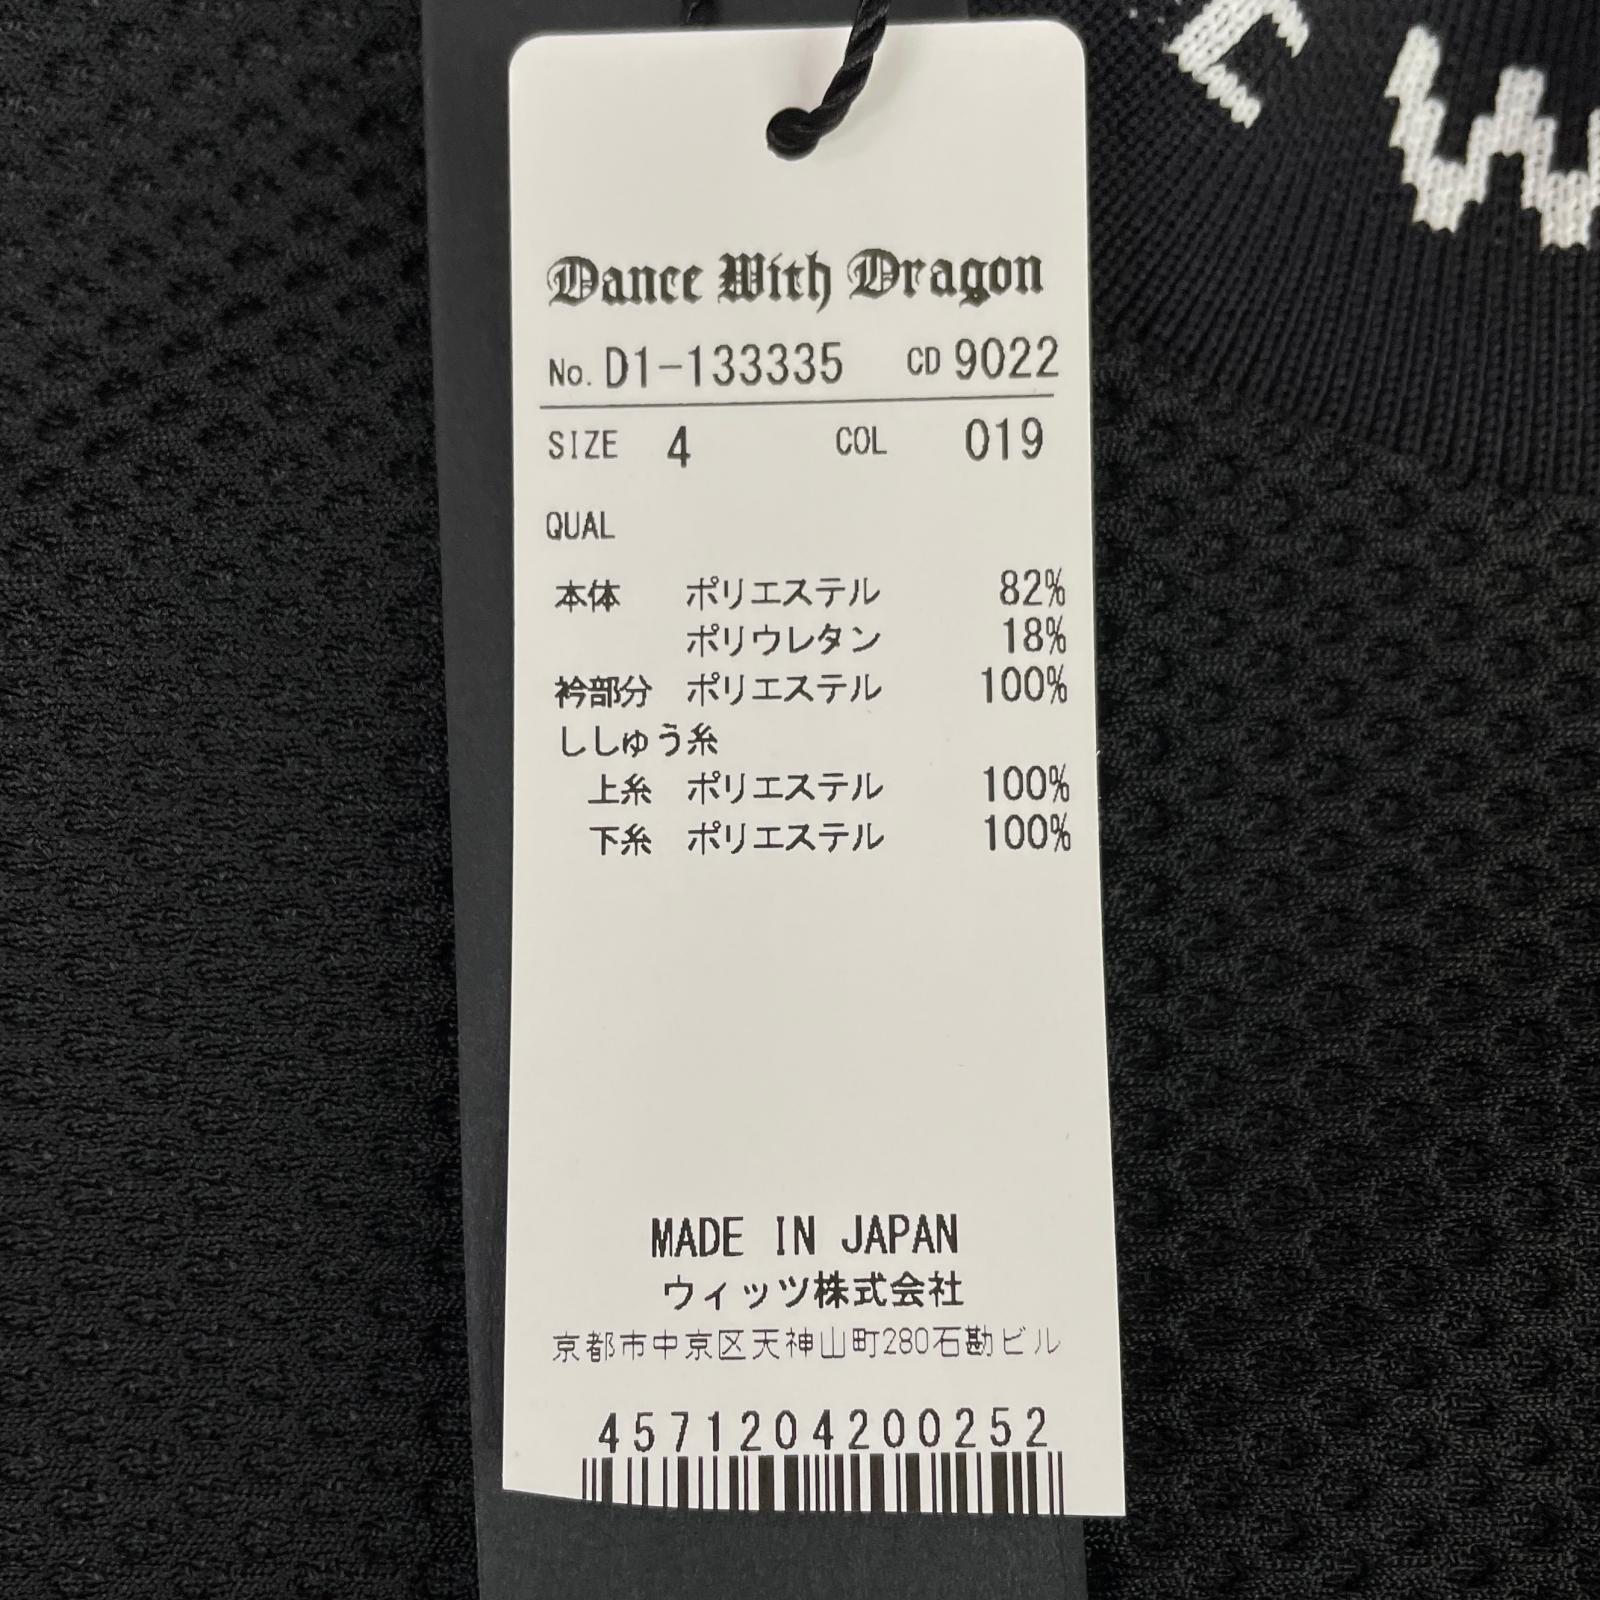 Dance With Dragon
No. D1-133335 CD 9022
SIZE 4 COL 019
QUAL
本体 ポリエステル 82%
ポリウレタン 18%
衿部分 ポリエステル 100%
ししゅう糸
上糸 ポリエステル 100%
下糸 ポリエステル 100%
MADE IN JAPAN
ウィッツ株式会社
京都市中京区天神山町280石勘ビル
4571204200252